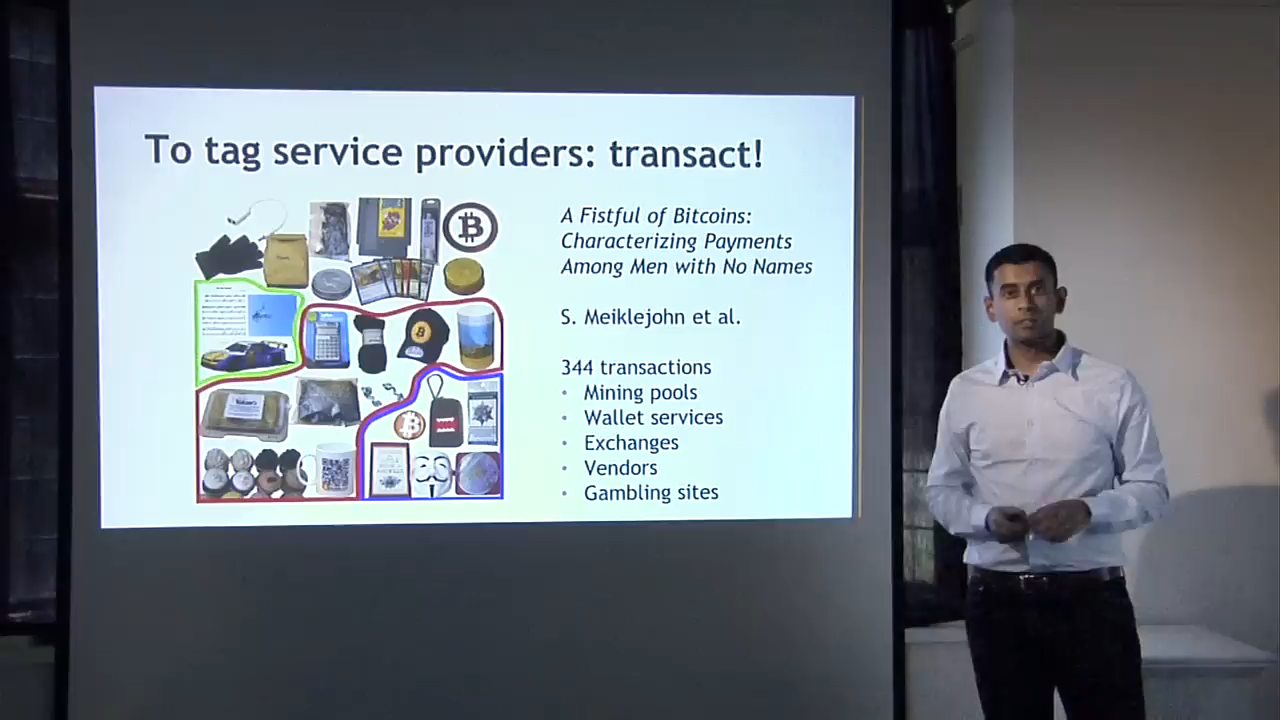 To tag service providers: transact!
A Fistful of Bitcoins:
Characterizing Payments
Among Men with No Names
S. Meiklejohn et al.
344 transactions
• Mining pools
• Wallet services
• Exchanges
• Vendors
• Gambling sites